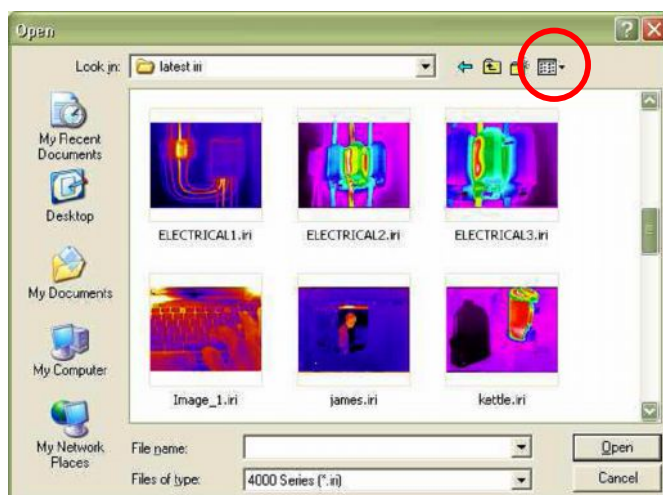 Open
Look in:
latest iri
My Recent
Documents
Desktop
My Documents
My Computer
My Network
Places
ELECTRICAL1.iri
ELECTRICAL2.iri
ELECTRICAL3.iri
Image_1.iri
james.iri
kettle.iri
File name:
Open
Files of type:
4000 Series (*.iri)
Cancel